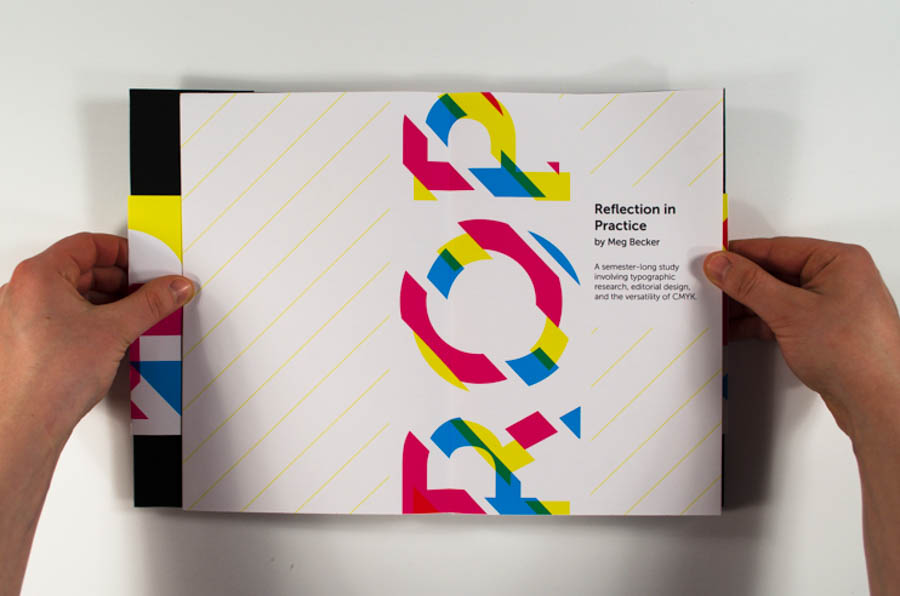 Reflection in
Practice
by Meg Becker
A semester-long study
involving typographic
research, editorial design,
and the versatility of CMYK.